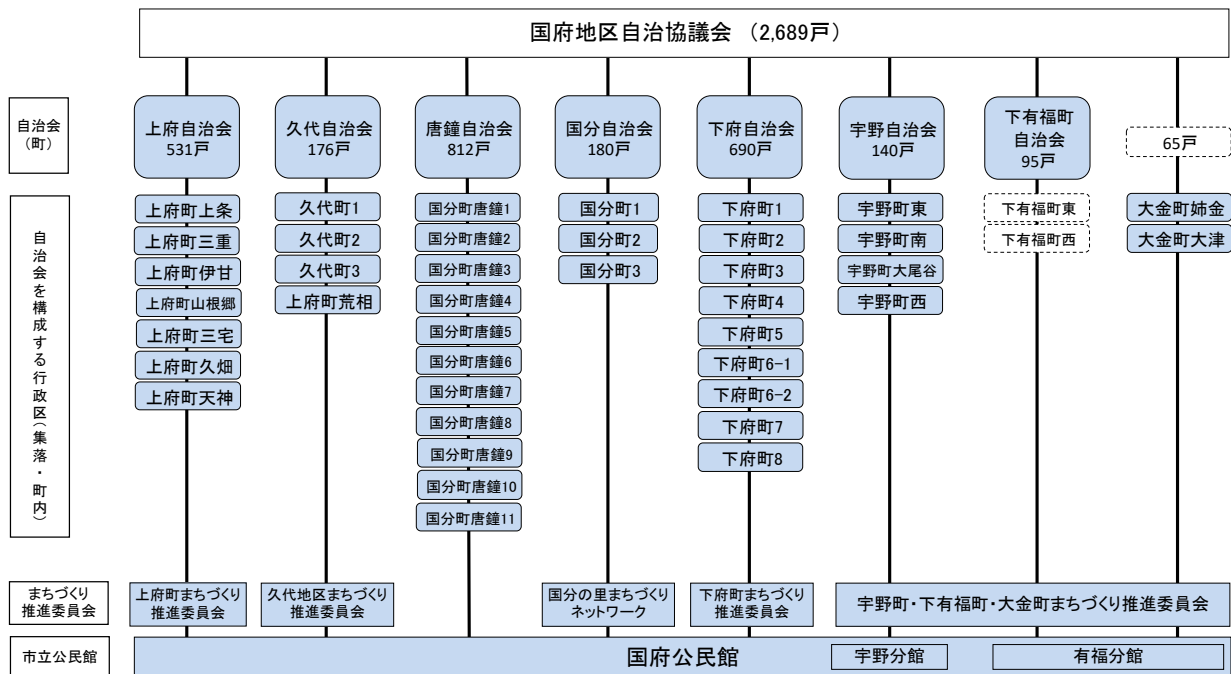 国府地区自治協議会 (2,689戸)
自治会
(町)
上府自治会
531戸
久代自治会
176戸
唐鐘自治会
812戸
国分自治会
180戸
下府自治会
690戸
宇野自治会
140戸
下有福町
自治会
95戸
65戸
自治会を構成する行政区(集落・町内)
上府町上条
上府町三重
上府町伊甘
上府町山根郷
上府町三宅
上府町久畑
上府町天神
久代町1
久代町2
久代町3
上府町荒相
国分町唐鐘1
国分町唐鐘2
国分町唐鐘3
国分町唐鐘4
国分町唐鐘5
国分町唐鐘6
国分町唐鐘7
国分町唐鐘8
国分町唐鐘9
国分町唐鐘10
国分町唐鐘11
国分町1
国分町2
国分町3
下府町1
下府町2
下府町3
下府町4
下府町5
下府町6-1
下府町6-2
下府町7
下府町8
宇野町東
宇野町南
宇野町大尾谷
宇野町西
下有福町東
下有福町西
大金町姉金
大金町大津
まちづくり
推進委員会
上府町まちづくり
推進委員会
久代地区まちづくり
推進委員会
国分の里まちづくり
ネットワーク
下府町まちづくり
推進委員会
宇野町・下有福町・大金町まちづくり推進委員会
市立公民館
国府公民館
宇野分館
有福分館